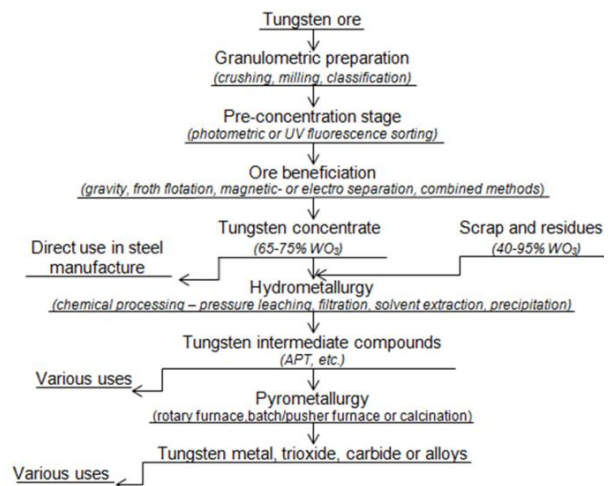 Tungsten ore
Granulometric preparation
(crushing, milling, classification)
Pre-concentration stage
(photometric or UV fluorescence sorting)
Ore beneficiation
(gravity, froth flotation, magnetic- or electro separation, combined methods)
Tungsten concentrate
(65-75% WO₃)
Scrap and residues
(40-95% WO₃)
Direct use in steel
manufacture
Hydrometallurgy
(chemical processing – pressure leaching, filtration, solvent extraction, precipitation)
Tungsten intermediate compounds
(APT, etc.)
Various uses
Pyrometallurgy
(rotary furnace,batch/pusher furnace or calcination)
Tungsten metal, trioxide, carbide or alloys
Various uses